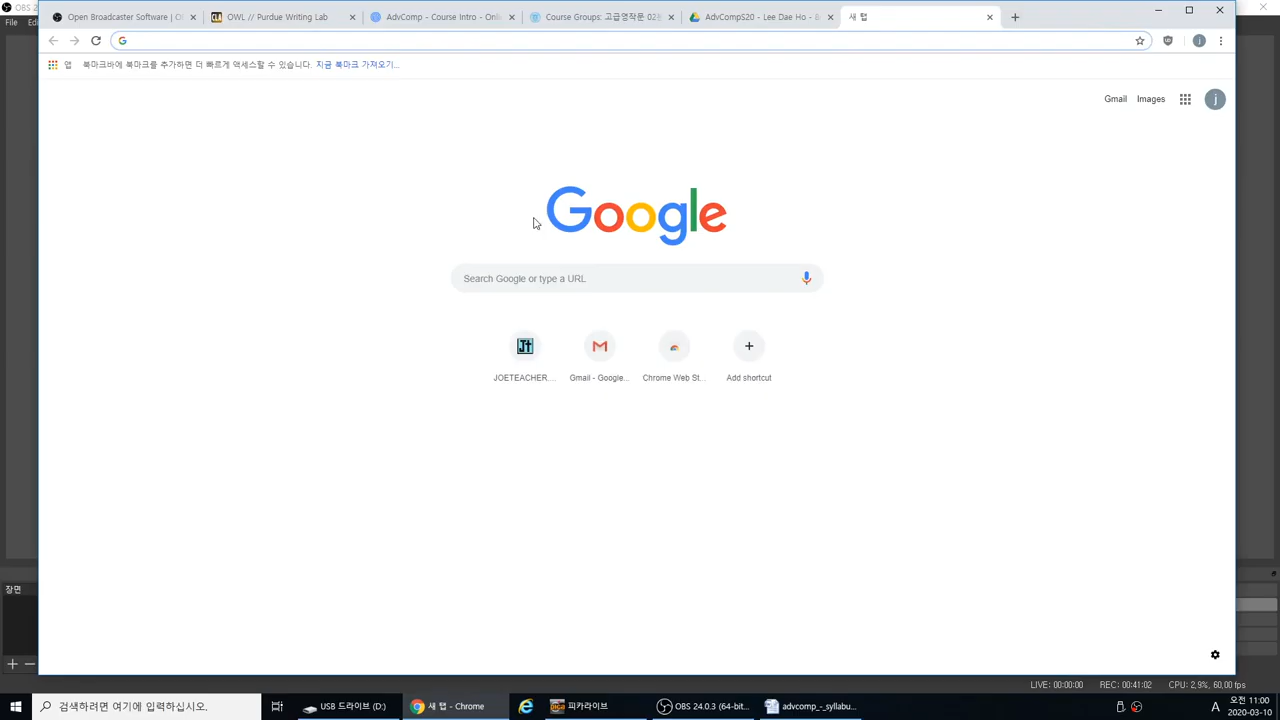 OBS 2
Open Broadcaster Software | O
OWL // Purdue Writing Lab
AdvComp - Course Intro - Onli
Course Groups: 고급영작문 02
AdvCompS20 - Lee Dae Ho -
새 탭
File
앱
북마크바에 북마크를 추가하면 더 빠르게 액세스할 수 있습니다. 지금 북마크 가져오기...
Gmail
Images
j
Google
Search Google or type a URL
Jt
JOETEACHER....
Gmail - Google...
Chrome Web St...
Add shortcut
장면
LIVE: 00:00:00
REC: 00:41:02
CPU: 2.9%, 60.00 fps
검색하려면 여기에 입력하십시오.
USB 드라이브 (D:)
새 탭 - Chrome
피카라이브
OBS 24.0.3 (64-bit,...
advcomp_-_syllabu...
A
오전 11:00
2020-03-10